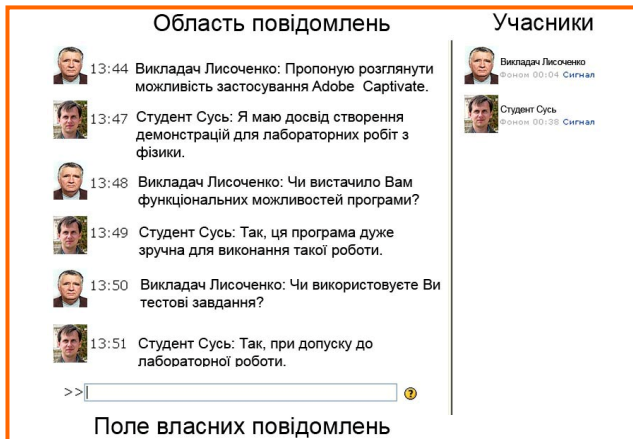 Область повідомлень
13:44 Викладач Лисоченко: Пропоную розглянути
можливість застосування Adobe Captivate.
13:47 Студент Сусь: Я маю досвід створення
демонстрацій для лабораторних робіт з
фізики.
13:48 Викладач Лисоченко: Чи вистачило Вам
функціональних можливостей програми?
13:49 Студент Сусь: Так, ця програма дуже
зручна для виконання такої роботи.
13:50 Викладач Лисоченко: Чи використовуєте Ви
тестові завдання?
13:51 Студент Сусь: Так, при допуску до
лабораторної роботи.
>>
?
Поле власних повідомлень
Учасники
Викладач Лисоченко
Фоном 00:04 Сигнал
Студент Сусь
Фоном 00:38 Сигнал